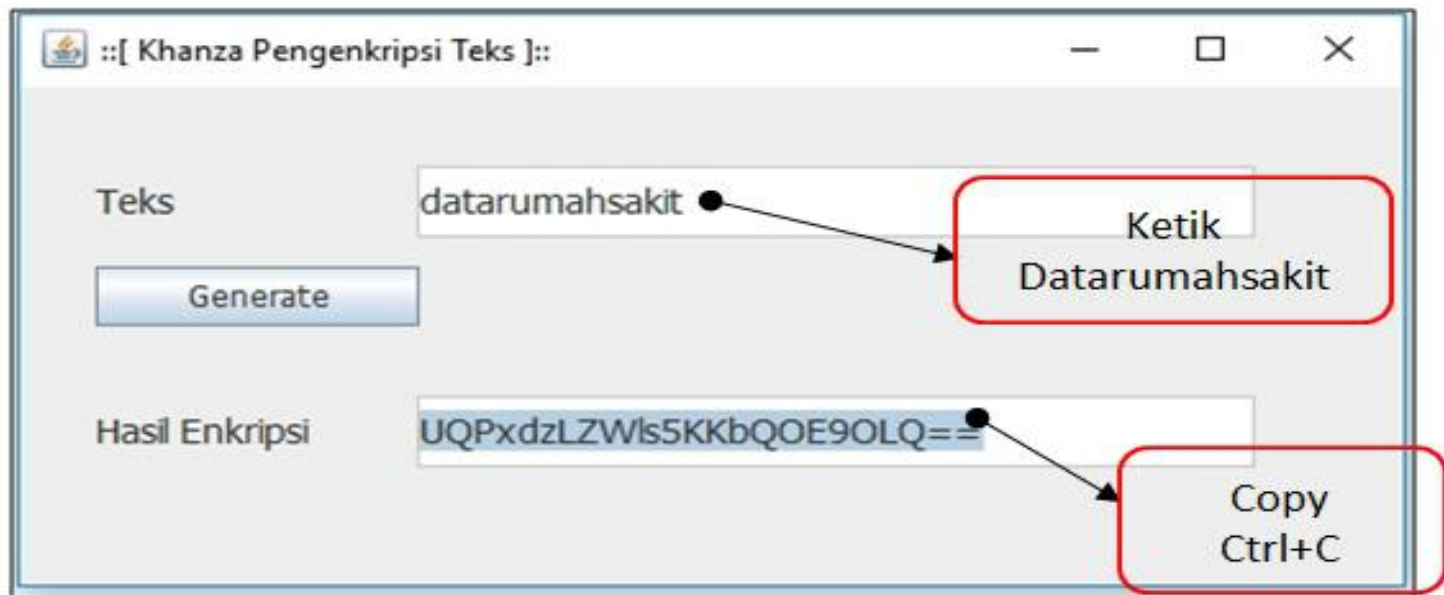 ::[ Khanza Pengenkripsi Teks ]::
Teks
datarumahsakit
Ketik
Datarumahsakit
Generate
Hasil Enkripsi
UQPxdzLZWls5KKbQOE9OLQ==
Copy
Ctrl+C